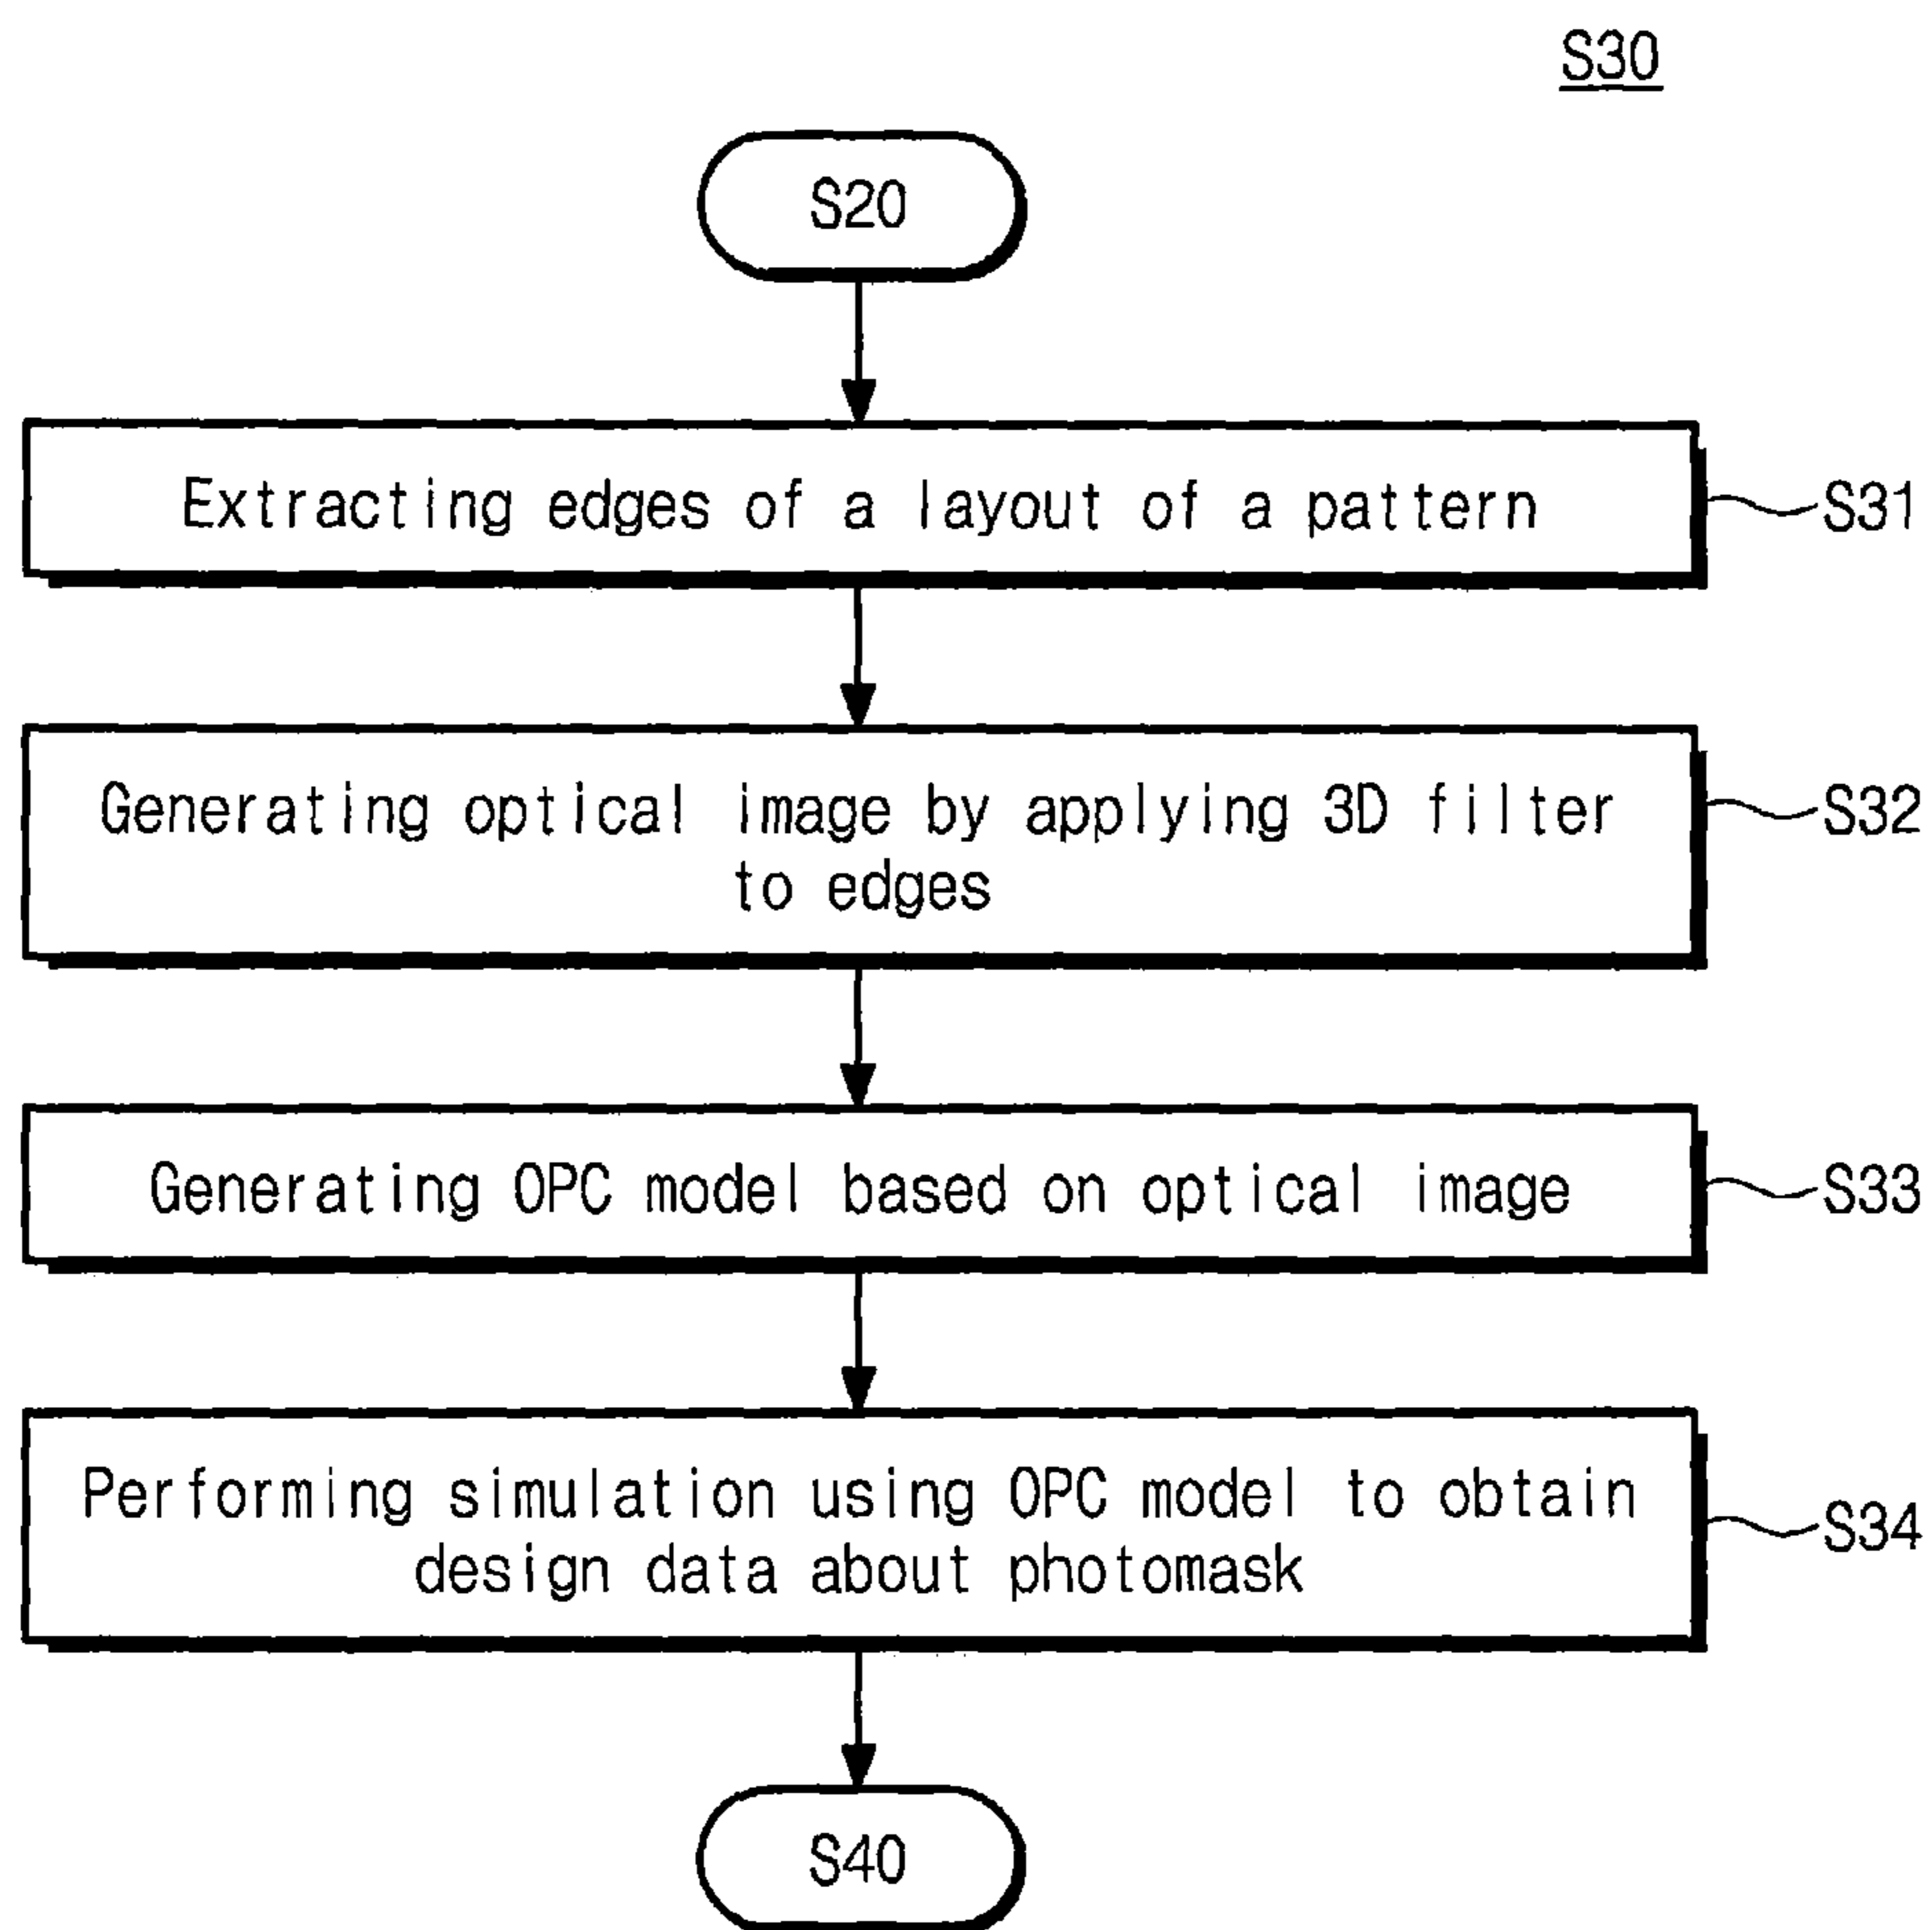 S30
S20
Extracting edges of a layout of a pattern
S31
Generating optical image by applying 3D filter
to edges
S32
Generating OPC model based on optical image
S33
Performing simulation using OPC model to obtain
design data about photomask
S34
S40